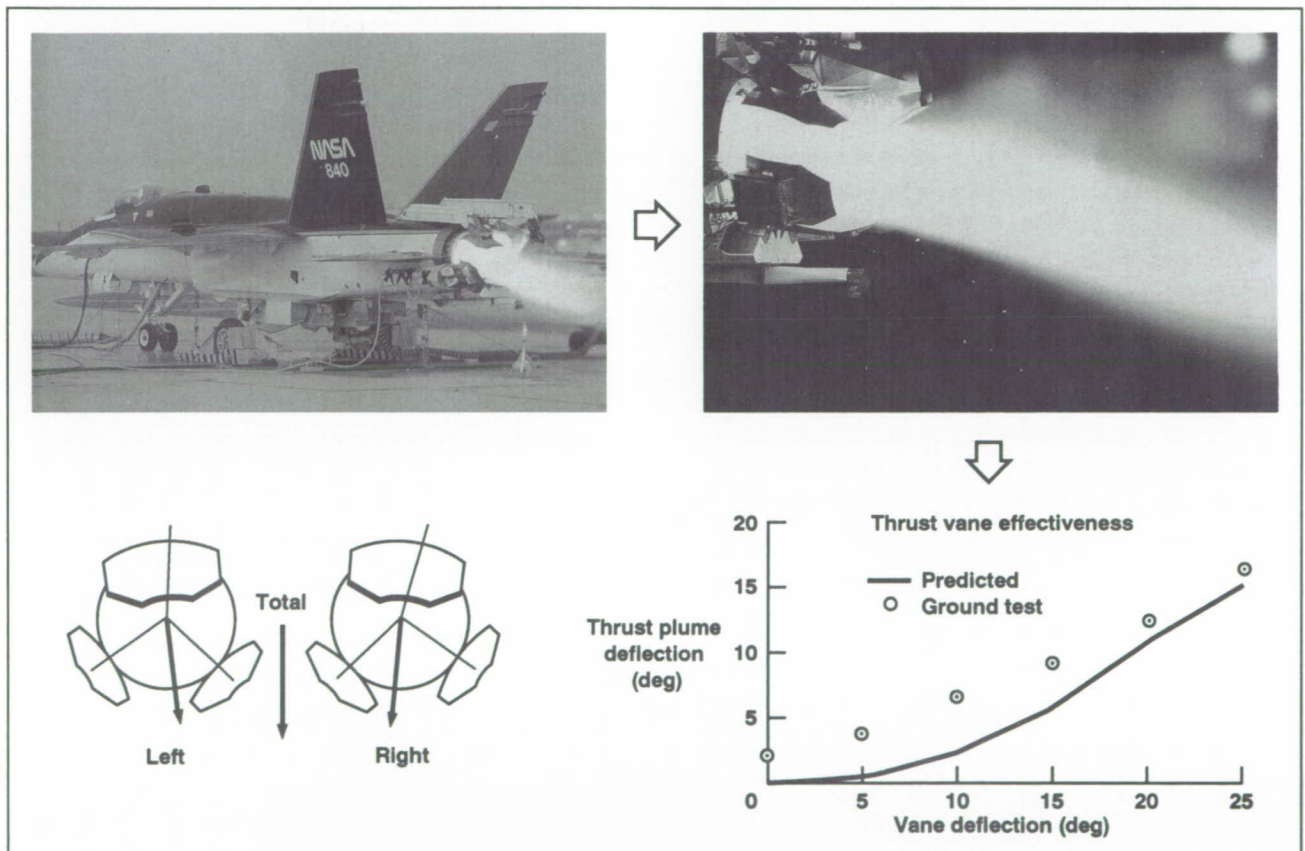 NASA
840
Total
Left
Right
Thrust vane effectiveness
Predicted
Ground test
Thrust plume
deflection
(deg)
20
15
10
5
0 5 10 15 20 25
Vane deflection (deg)